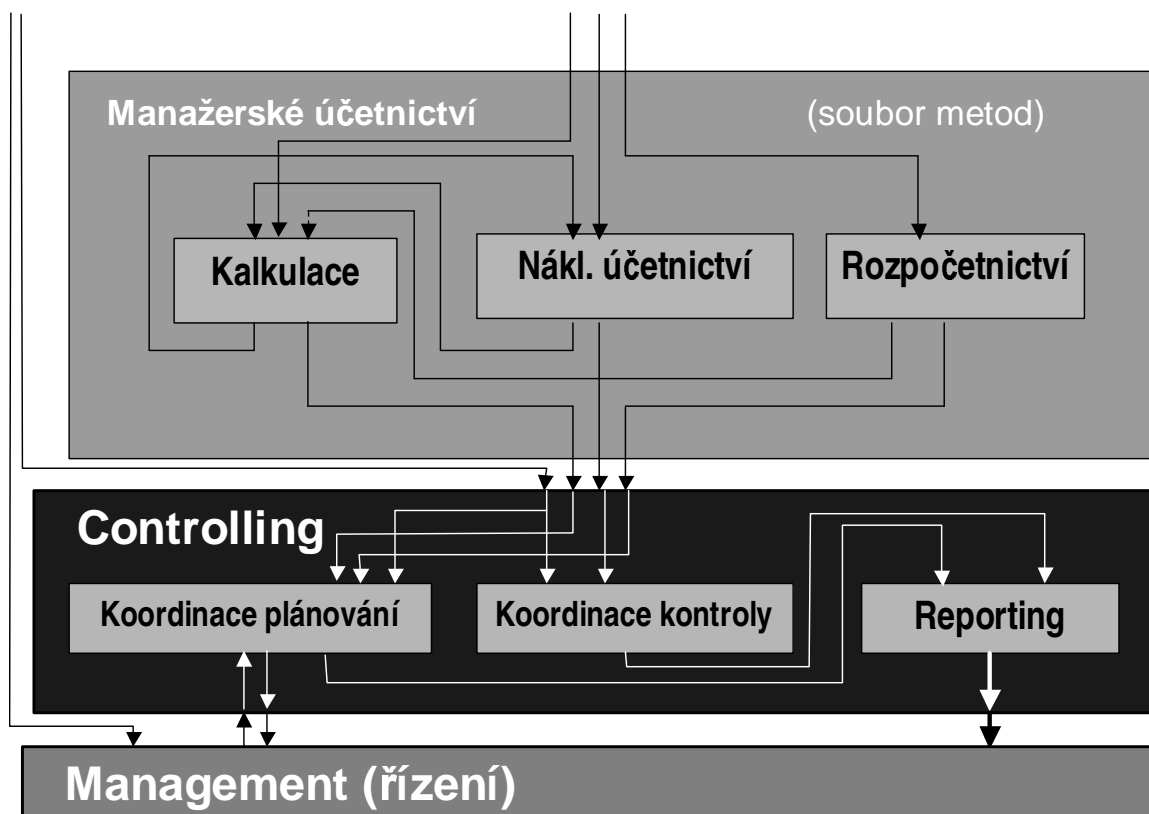 Manažerské účetnictví (soubor metod)
Kalkulace
Nákl. účetnictví
Rozpočetnictví
Controlling
Koordinace plánování
Koordinace kontroly
Reporting
Management (řízení)